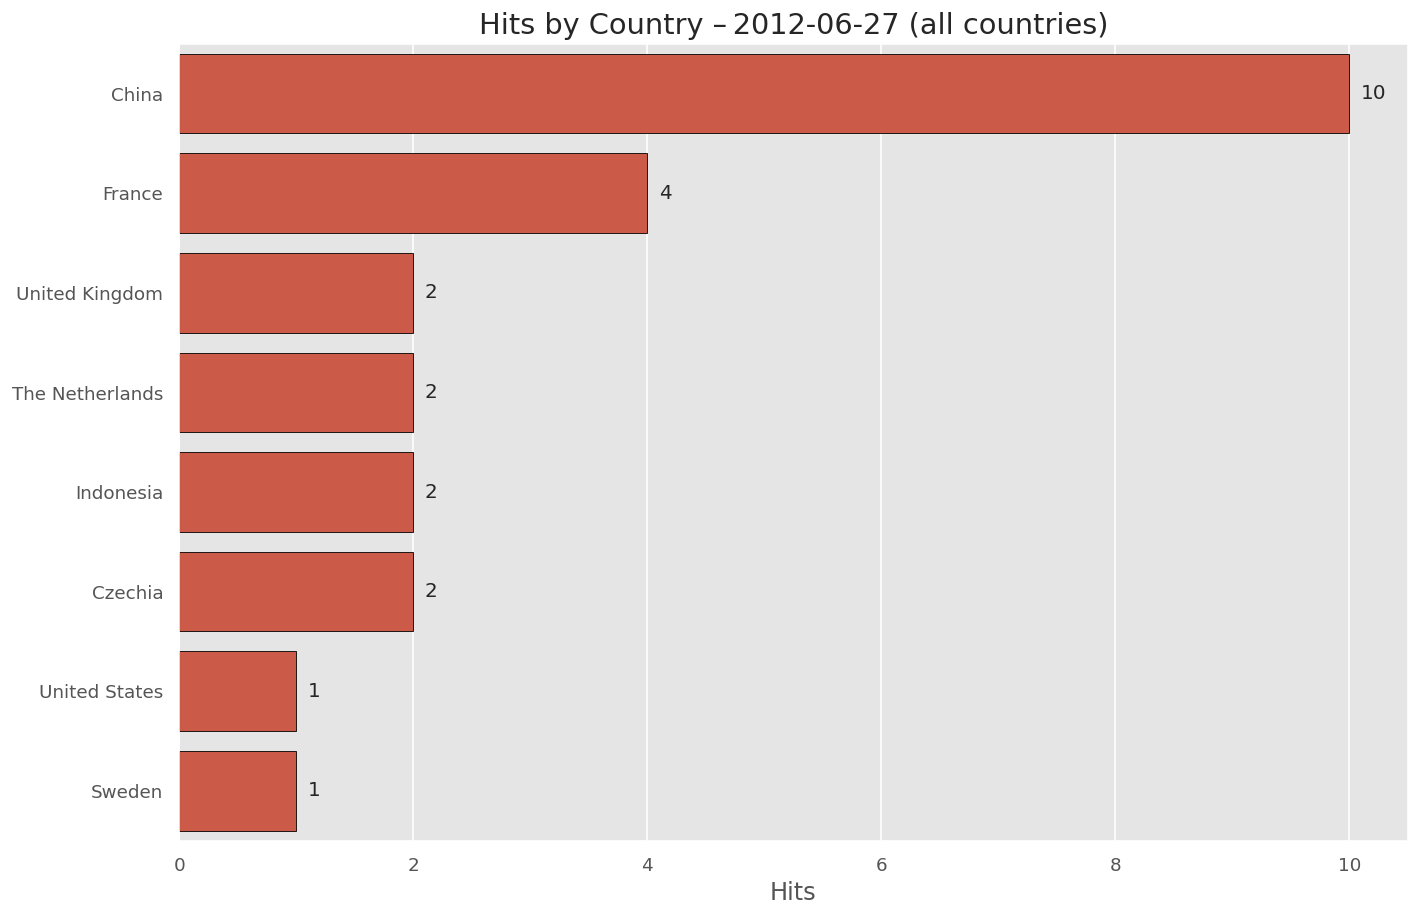 Hits by Country – 2012-06-27 (all countries)
China 10
France 4
United Kingdom 2
The Netherlands 2
Indonesia 2
Czechia 2
United States 1
Sweden 1
0 2 4 6 8 10
Hits